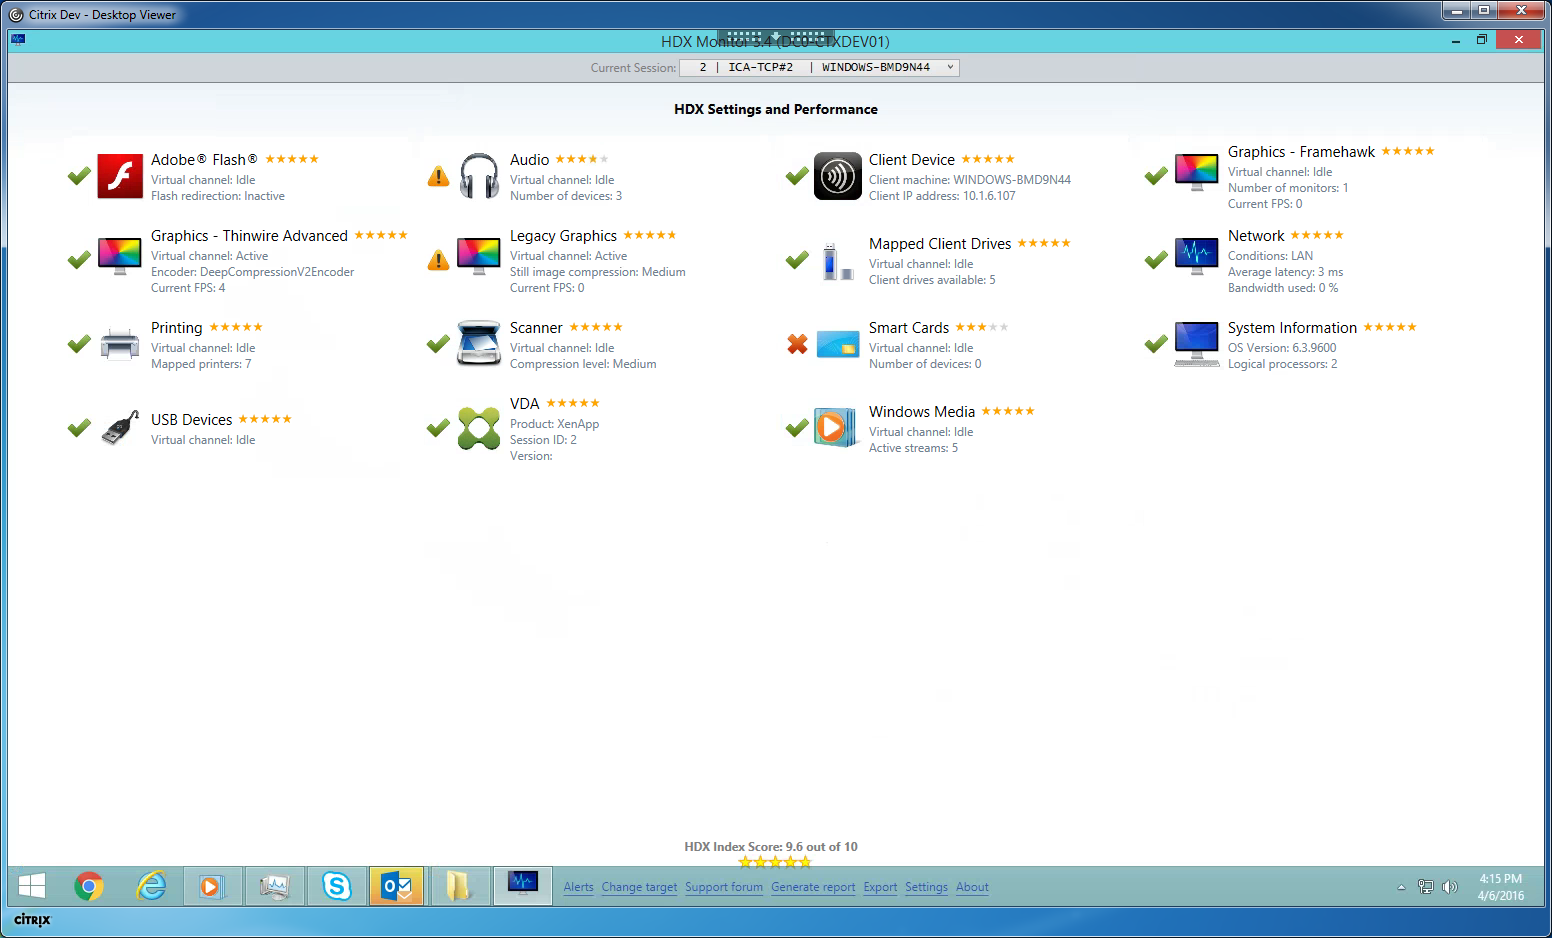 Citrix Dev - Desktop Viewer
HDX Monitor 3.4 (DC0-CTXDEV01)
Current Session: 2 | ICA-TCP#2 | WINDOWS-BMD9N44
HDX Settings and Performance
Adobe® Flash®
Virtual channel: Idle
Flash redirection: Inactive
Audio
Virtual channel: Idle
Number of devices: 3
Client Device
Client machine: WINDOWS-BMD9N44
Client IP address: 10.1.6.107
Graphics - Framehawk
Virtual channel: Idle
Number of monitors: 1
Current FPS: 0
Graphics - Thinwire Advanced
Virtual channel: Active
Encoder: DeepCompressionV2Encoder
Current FPS: 4
Legacy Graphics
Virtual channel: Active
Still image compression: Medium
Current FPS: 0
Mapped Client Drives
Virtual channel: Idle
Client drives available: 5
Network
Conditions: LAN
Average latency: 3 ms
Bandwidth used: 0 %
Printing
Virtual channel: Idle
Mapped printers: 7
Scanner
Virtual channel: Idle
Compression level: Medium
Smart Cards
Virtual channel: Idle
Number of devices: 0
System Information
OS Version: 6.3.9600
Logical processors: 2
USB Devices
Virtual channel: Idle
VDA
Product: XenApp
Session ID: 2
Version:
Windows Media
Virtual channel: Idle
Active streams: 5
HDX Index Score: 9.6 out of 10
Alerts Change target Support forum Generate report Export Settings About
4:15 PM
4/6/2016
CİTRIX